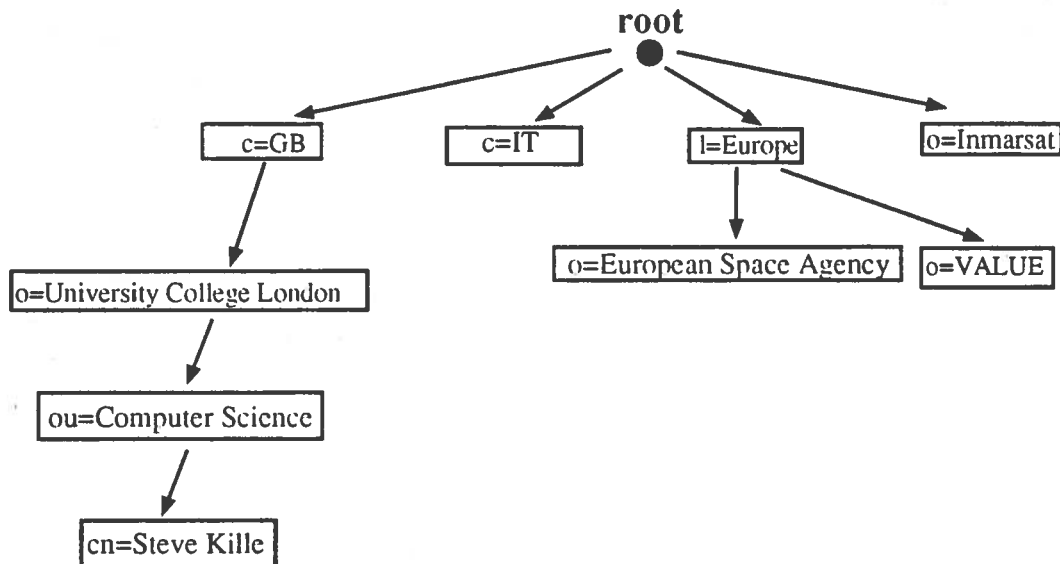 root
c=GB
c=IT
l=Europe
o=Inmarsat
o=European Space Agency
o=VALUE
o=University College London
ou=Computer Science
cn=Steve Kille